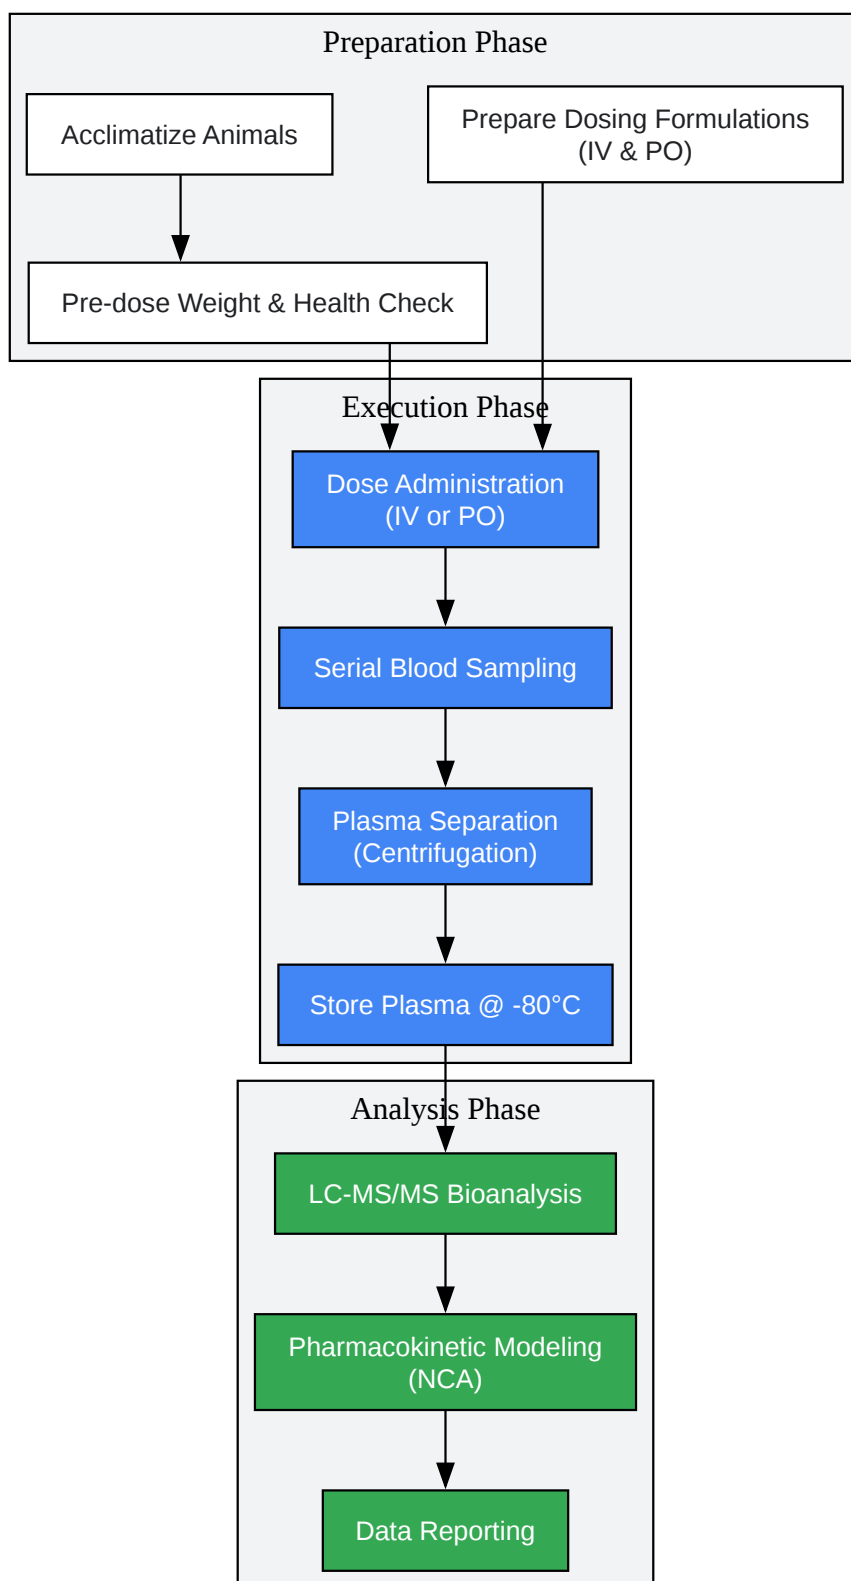 Preparation Phase
Acclimatize Animals
Prepare Dosing Formulations
(IV & PO)
Pre-dose Weight & Health Check
Execution Phase
Dose Administration
(IV or PO)
Serial Blood Sampling
Plasma Separation
(Centrifugation)
Store Plasma @ -80°C
Analysis Phase
LC-MS/MS Bioanalysis
Pharmacokinetic Modeling
(NCA)
Data Reporting